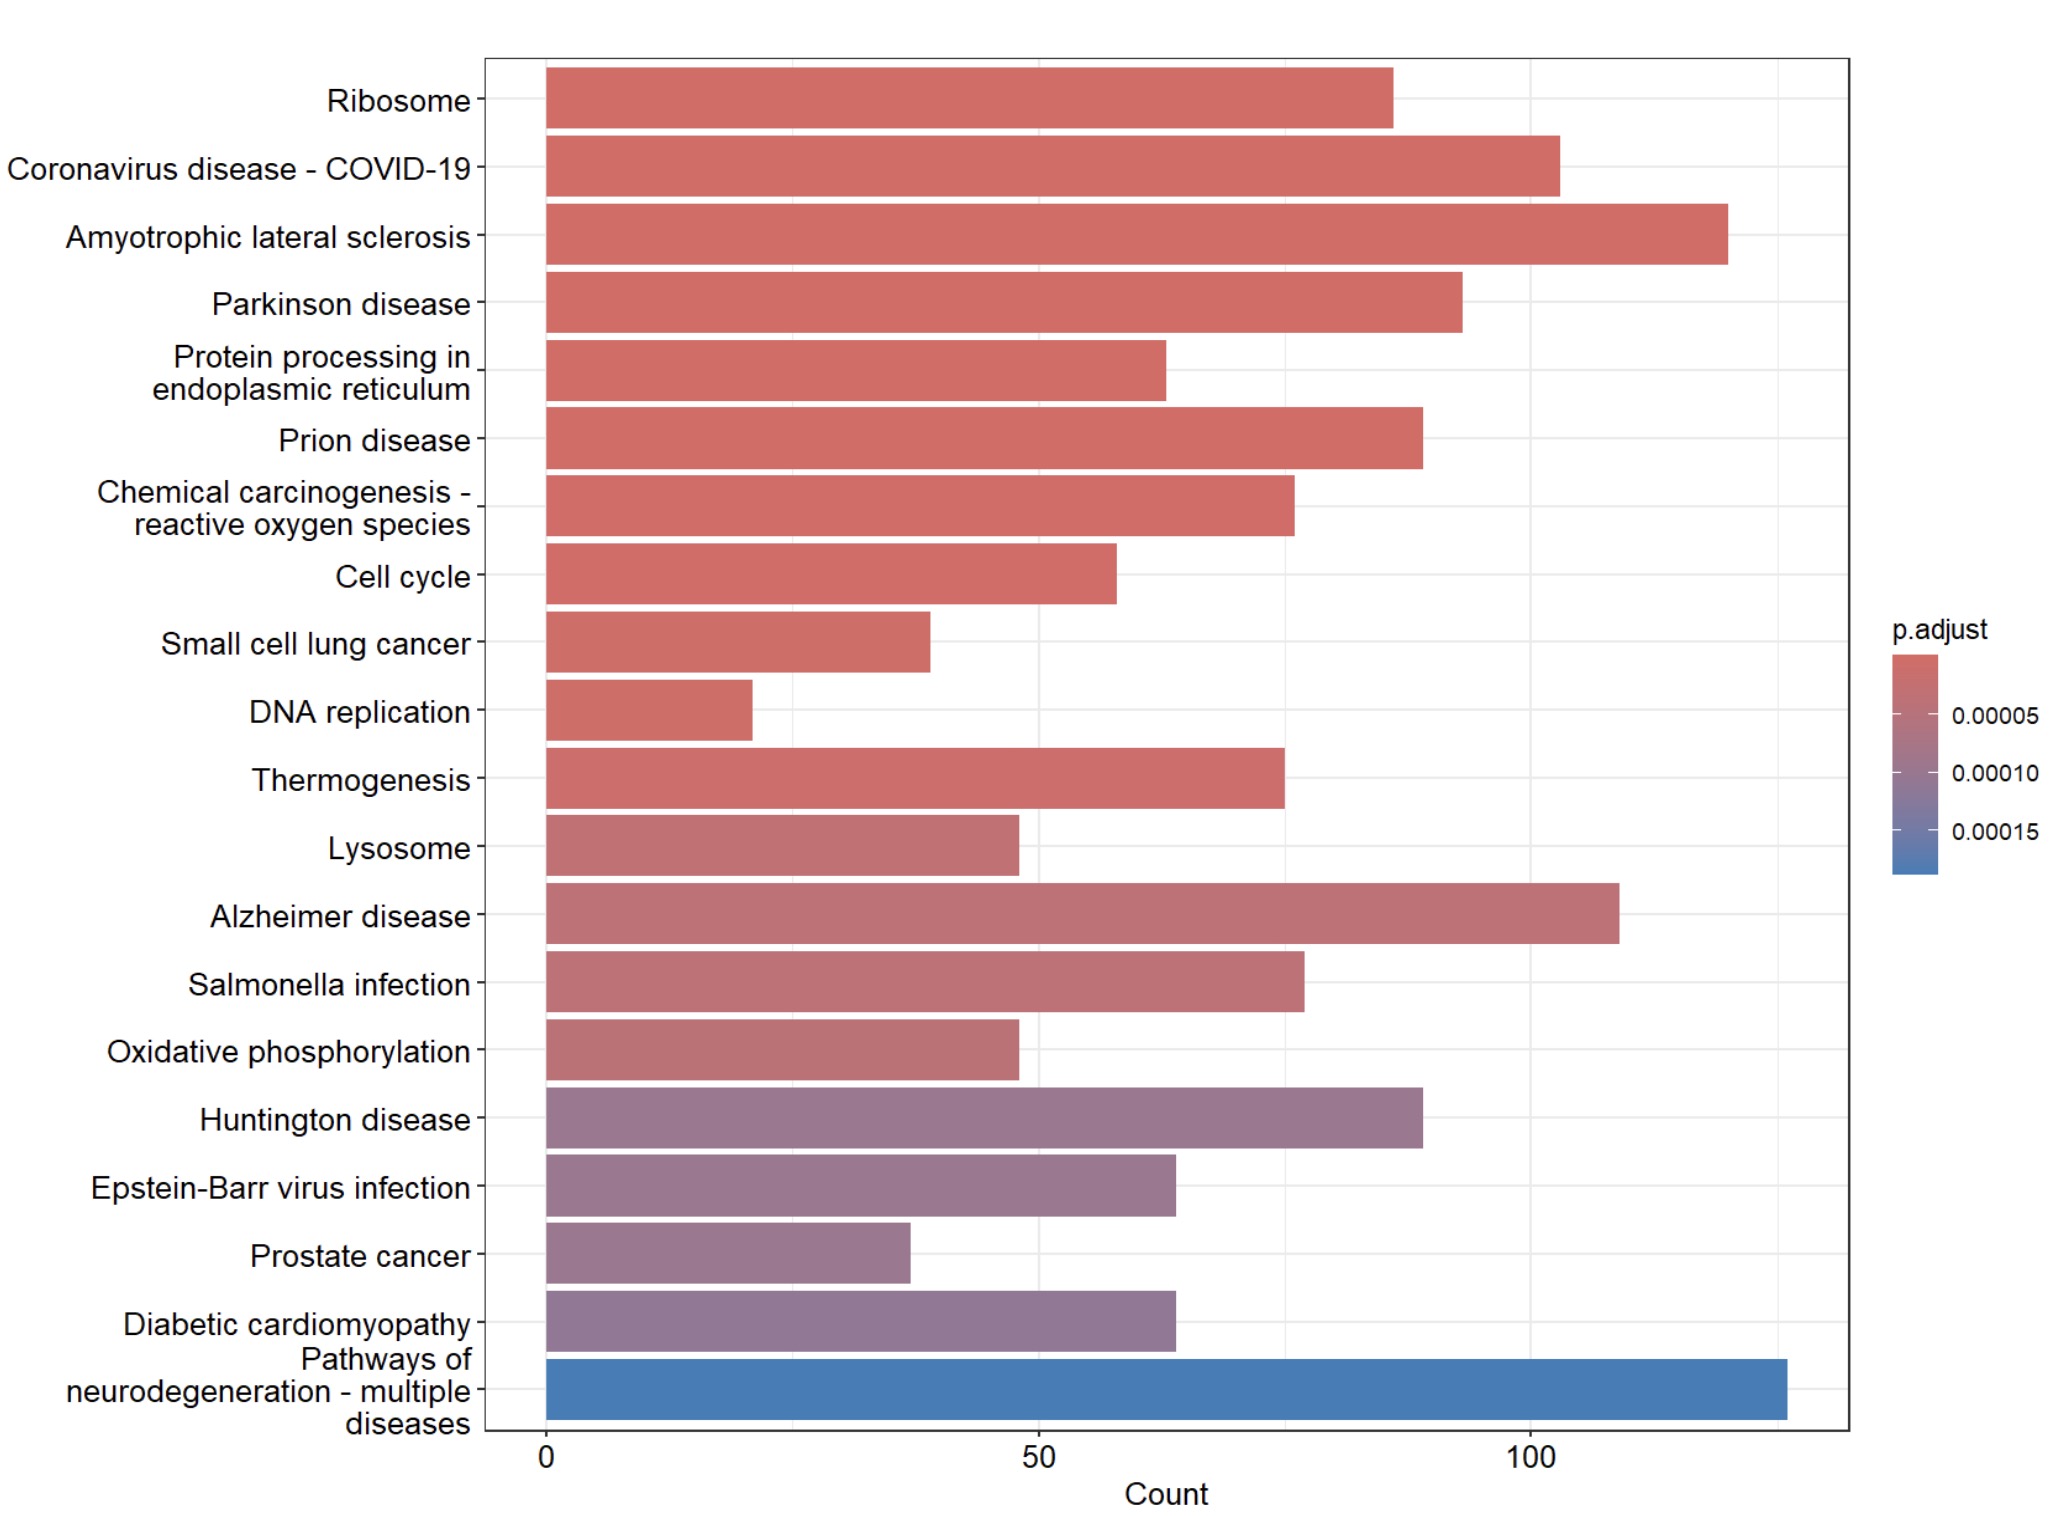 Ribosome
Coronavirus disease - COVID-19
Amyotrophic lateral sclerosis
Parkinson disease
Protein processing in
endoplasmic reticulum
Prion disease
Chemical carcinogenesis -
reactive oxygen species
Cell cycle
Small cell lung cancer
DNA replication
Thermogenesis
Lysosome
Alzheimer disease
Salmonella infection
Oxidative phosphorylation
Huntington disease
Epstein-Barr virus infection
Prostate cancer
Diabetic cardiomyopathy
Pathways of
neurodegeneration - multiple
diseases
0 50 100
Count
p.adjust
0.00005
0.00010
0.00015